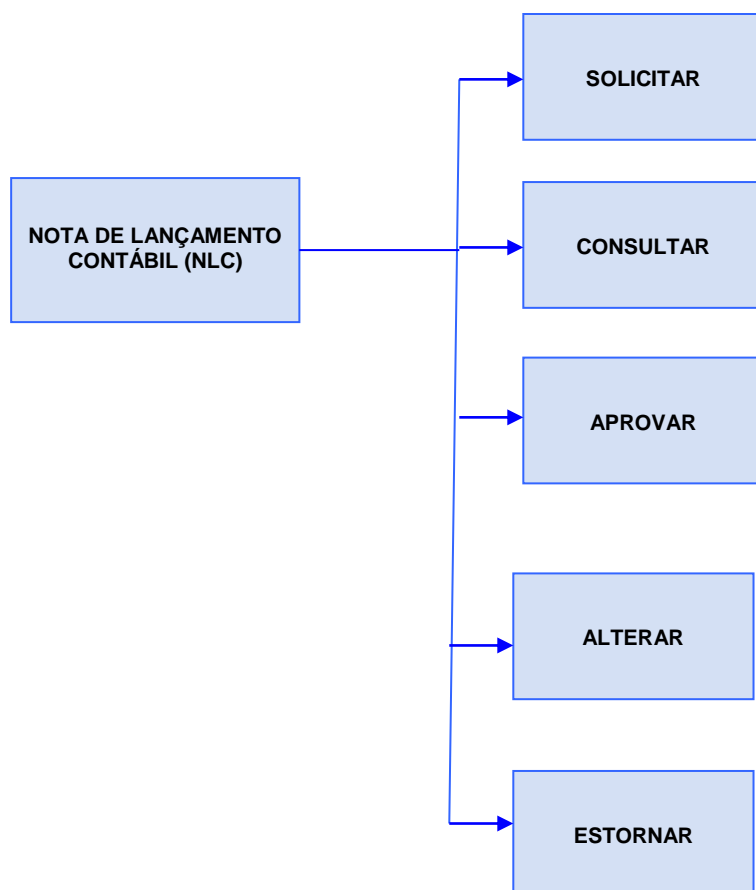 SOLICITAR
NOTA DE LANÇAMENTO
CONTÁBIL (NLC)
CONSULTAR
APROVAR
ALTERAR
ESTORNAR